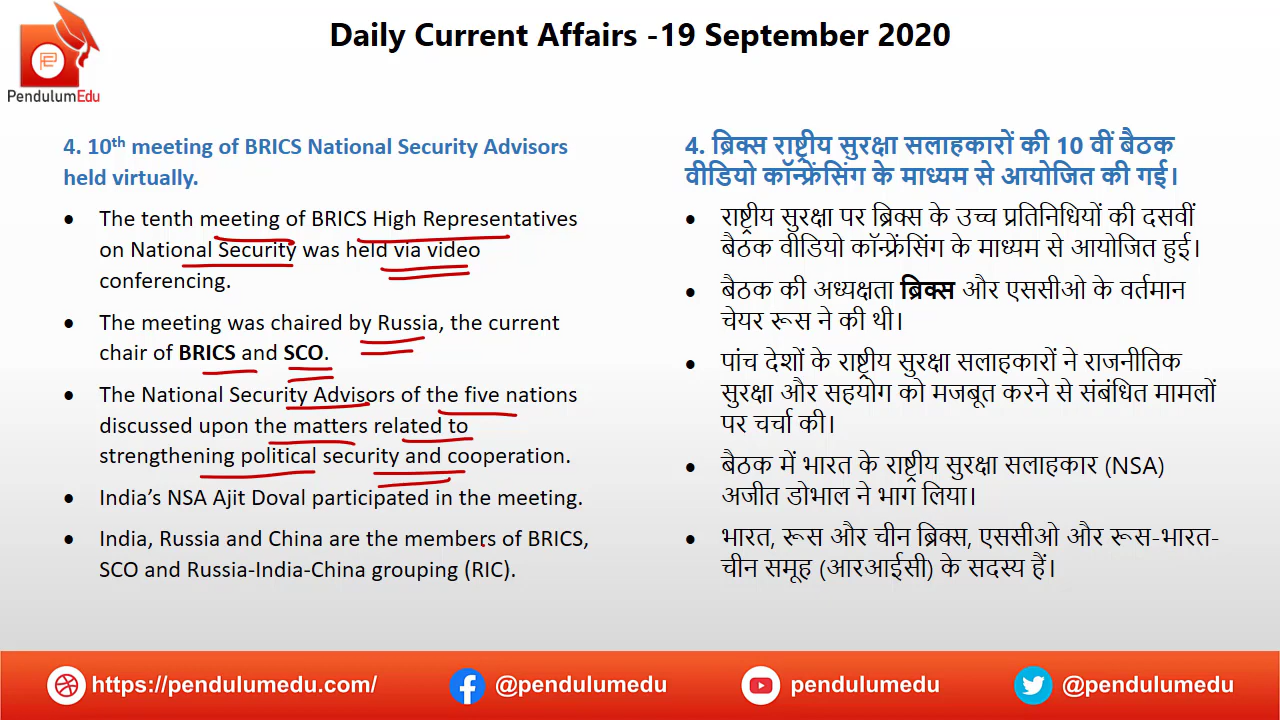 PendulumEdu
Daily Current Affairs -19 September 2020
4. 10th meeting of BRICS National Security Advisors
held virtually.
• The tenth meeting of BRICS High Representatives
on National Security was held via video
conferencing.
• The meeting was chaired by Russia, the current
chair of BRICS and SCO.
• The National Security Advisors of the five nations
discussed upon the matters related to
strengthening political security and cooperation.
• India’s NSA Ajit Doval participated in the meeting.
• India, Russia and China are the members of BRICS,
SCO and Russia-India-China grouping (RIC).
4. ब्रिक्स राष्ट्रीय सुरक्षा सलाहकारों की 10 वीं बैठक
वीडियो कॉन्फ्रेंसिंग के माध्यम से आयोजित की गई।
• राष्ट्रीय सुरक्षा पर ब्रिक्स के उच्च प्रतिनिधियों की दसवीं
बैठक वीडियो कॉन्फ्रेंसिंग के माध्यम से आयोजित हुई।
• बैठक की अध्यक्षता ब्रिक्स और एससीओ के वर्तमान
चेयर रूस ने की थी।
• पांच देशों के राष्ट्रीय सुरक्षा सलाहकारों ने राजनीतिक
सुरक्षा और सहयोग को मजबूत करने से संबंधित मामलों
पर चर्चा की।
• बैठक में भारत के राष्ट्रीय सुरक्षा सलाहकार (NSA)
अजीत डोभाल ने भाग लिया।
• भारत, रूस और चीन ब्रिक्स, एससीओ और रूस-भारत-
चीन समूह (आरआईसी) के सदस्य हैं।
https://pendulumedu.com/
@pendulumedu
pendulumedu
@pendulumedu